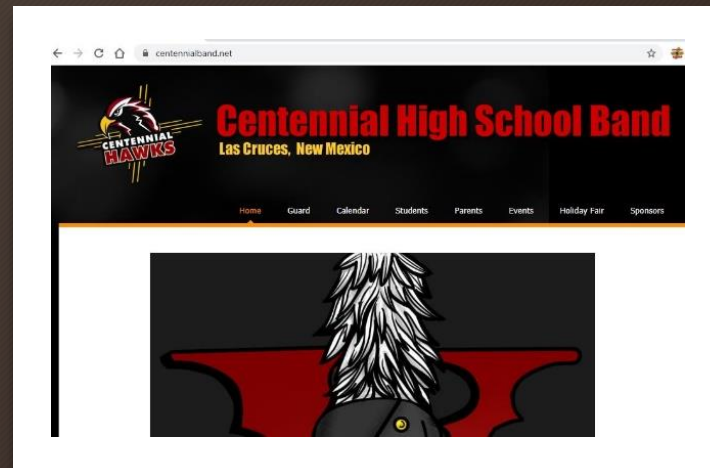 centennialband.net
CENTENNIAL
HAWKS
Centennial High School Band
Las Cruces, New Mexico
Home Guard Calendar Students Parents Events Holiday Fair Sponsors